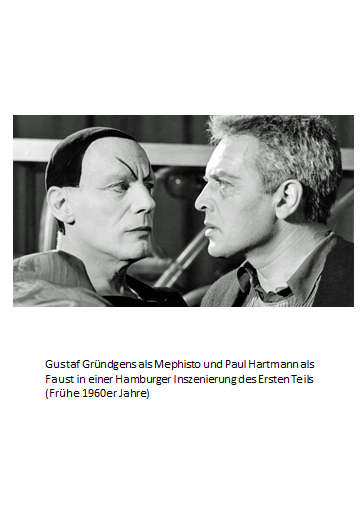 Gustaf Gründgens als Mephisto und Paul Hartmann als
Faust in einer Hamburger Inszenierung des Ersten Teils
(Frühe 1960er Jahre)